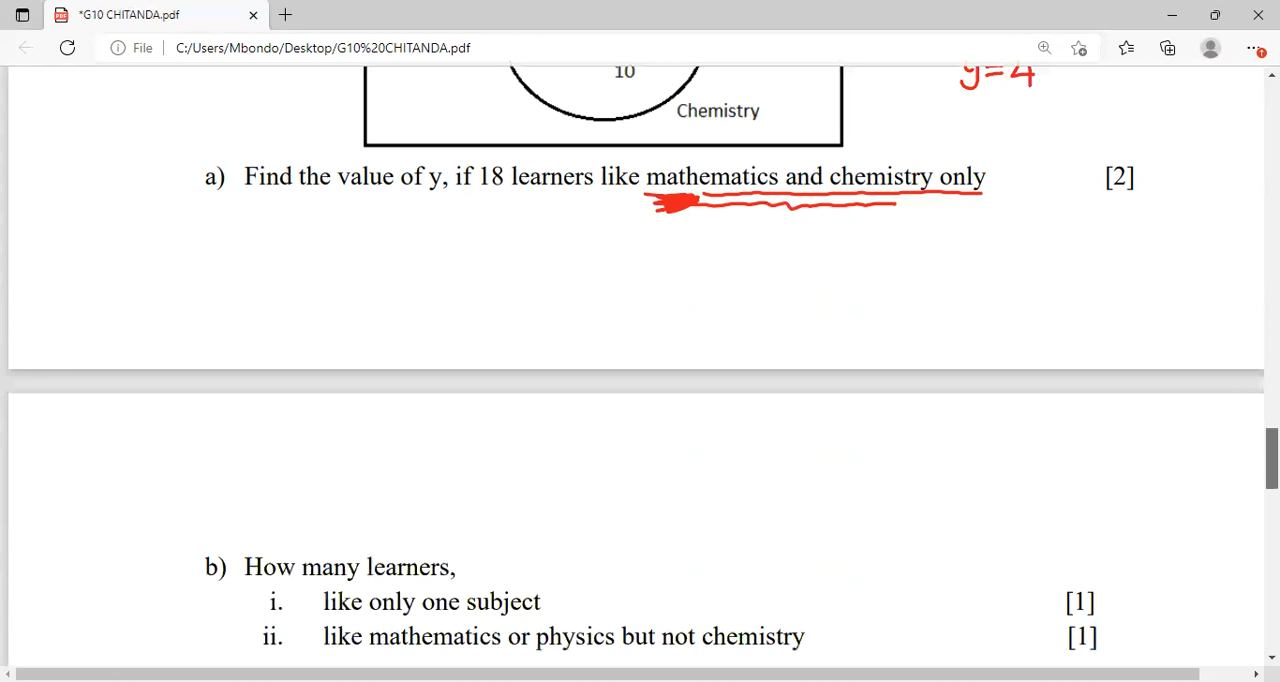 *G10 CHITANDA.pdf
File C:/Users/Mbondo/Desktop/G10%20CHITANDA.pdf
10
y=4
Chemistry
a) Find the value of y, if 18 learners like mathematics and chemistry only [2]
b) How many learners,
i. like only one subject [1]
ii. like mathematics or physics but not chemistry [1]